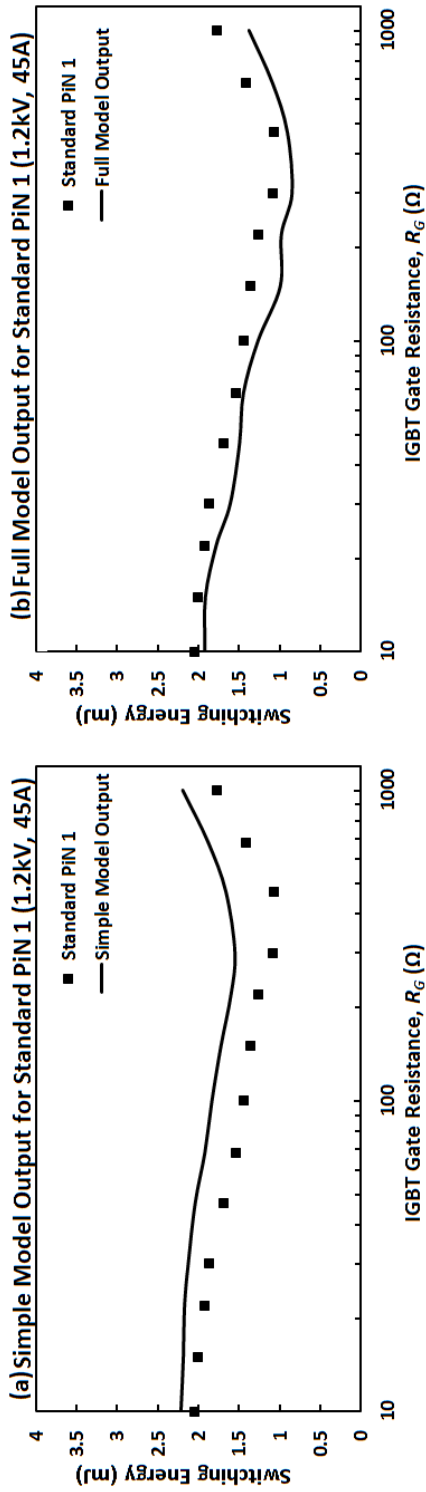 (a)Simple Model Output for Standard PiN 1 (1.2kV, 45A)
Standard PiN 1
Simple Model Output
Switching Energy (mJ)
4
3.5
3
2.5
2
1.5
1
0.5
0
10
100
1000
IGBT Gate Resistance, R_G (Ω)
(b)Full Model Output for Standard PiN 1 (1.2kV, 45A)
Standard PiN 1
Full Model Output
Switching Energy (mJ)
4
3.5
3
2.5
2
1.5
1
0.5
0
10
100
1000
IGBT Gate Resistance, R_G (Ω)